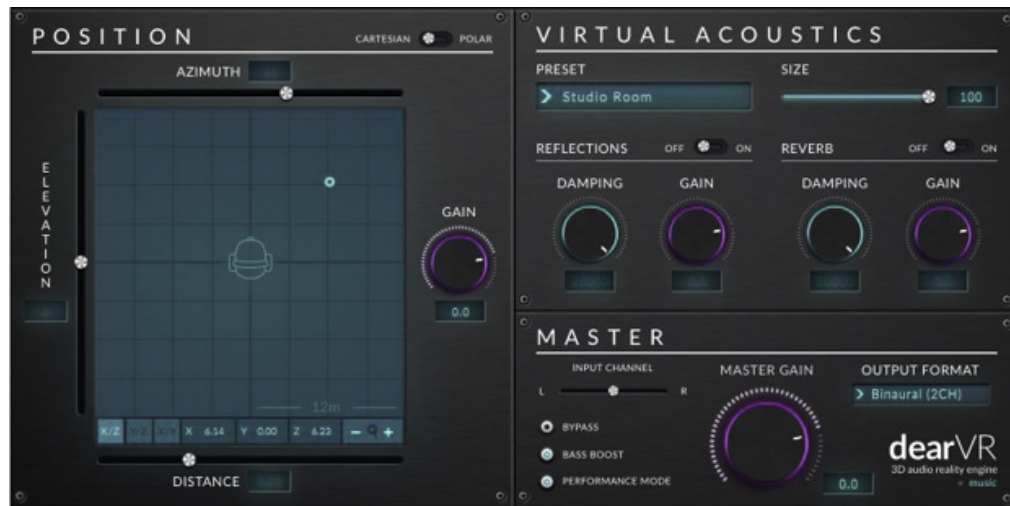 POSITION
CARTESIAN POLAR
AZIMUTH
ELEVATION
GAIN
0.0
12m
X/Z Y/Z X/Y X 6.14 Y 0.00 Z 6.23 − +
DISTANCE
VIRTUAL ACOUSTICS
PRESET SIZE
Studio Room 100
REFLECTIONS OFF ON REVERB OFF ON
DAMPING GAIN DAMPING GAIN
MASTER
INPUT CHANNEL MASTER GAIN OUTPUT FORMAT
L R
Binaural (2CH)
BYPASS
BASS BOOST
PERFORMANCE MODE
0.0
dearVR
3D audio reality engine
music